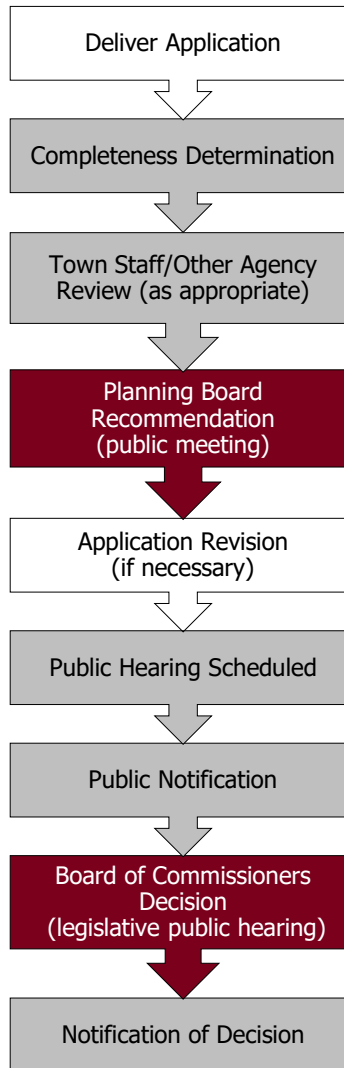 Deliver Application
Completeness Determination
Town Staff/Other Agency
Review (as appropriate)
Planning Board
Recommendation
(public meeting)
Application Revision
(if necessary)
Public Hearing Scheduled
Public Notification
Board of Commissioners
Decision
(legislative public hearing)
Notification of Decision